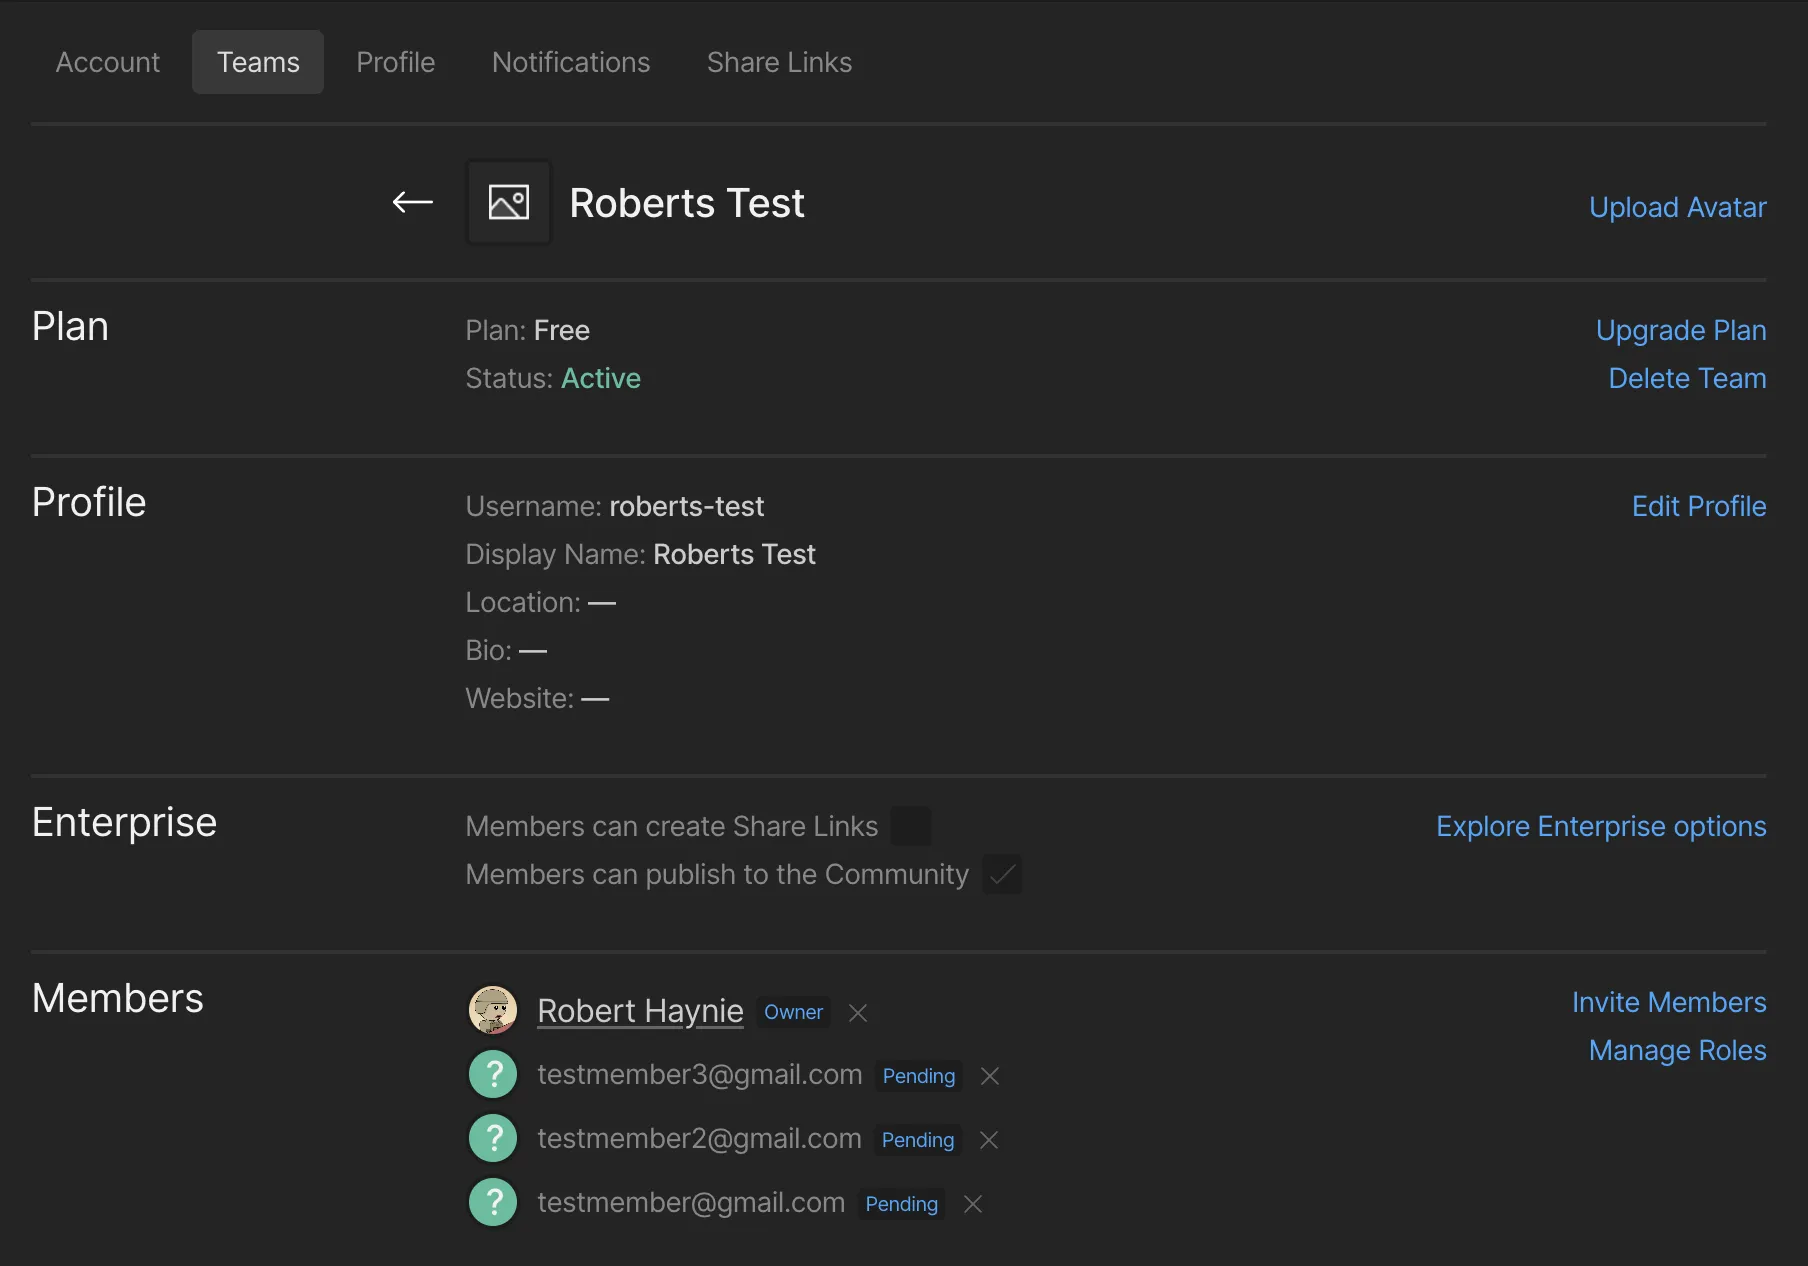 Account Teams Profile Notifications Share Links
Roberts Test
Upload Avatar
Plan
Plan: Free
Upgrade Plan
Status: Active
Delete Team
Profile
Username: roberts-test
Edit Profile
Display Name: Roberts Test
Location: —
Bio: —
Website: —
Enterprise
Members can create Share Links
Explore Enterprise options
Members can publish to the Community
Members
Robert Haynie Owner
Invite Members
? testmember3@gmail.com Pending
Manage Roles
? testmember2@gmail.com Pending
? testmember@gmail.com Pending